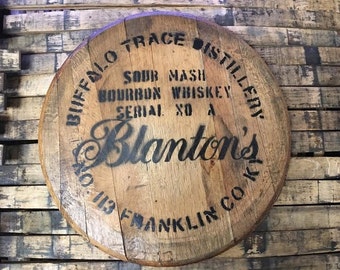 BUFFALO TRACE DISTILLERY
SOUR MASH
BOURBON WHISKEY
SERIAL NO A
Blanton's
NO. 113 FRANKLIN CO KY